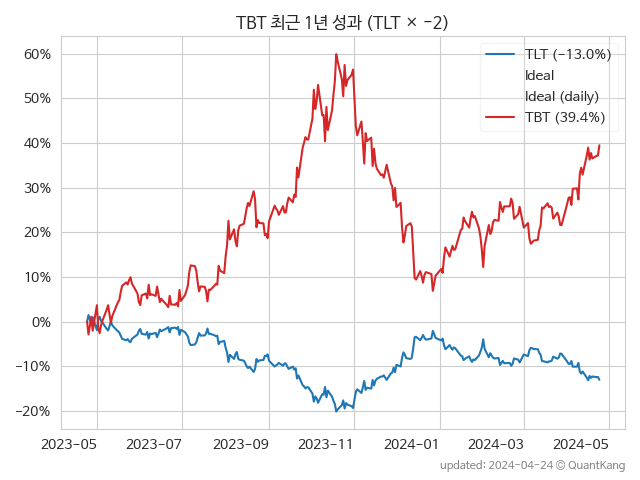 TBT 최근 1년 성과 (TLT × −2)
TLT (−13.0%)
Ideal
Ideal (daily)
TBT (39.4%)
60%
50%
40%
30%
20%
10%
0%
−10%
−20%
2023−05 2023−07 2023−09 2023−11 2024−01 2024−03 2024−05
updated: 2024−04−24 © QuantKang